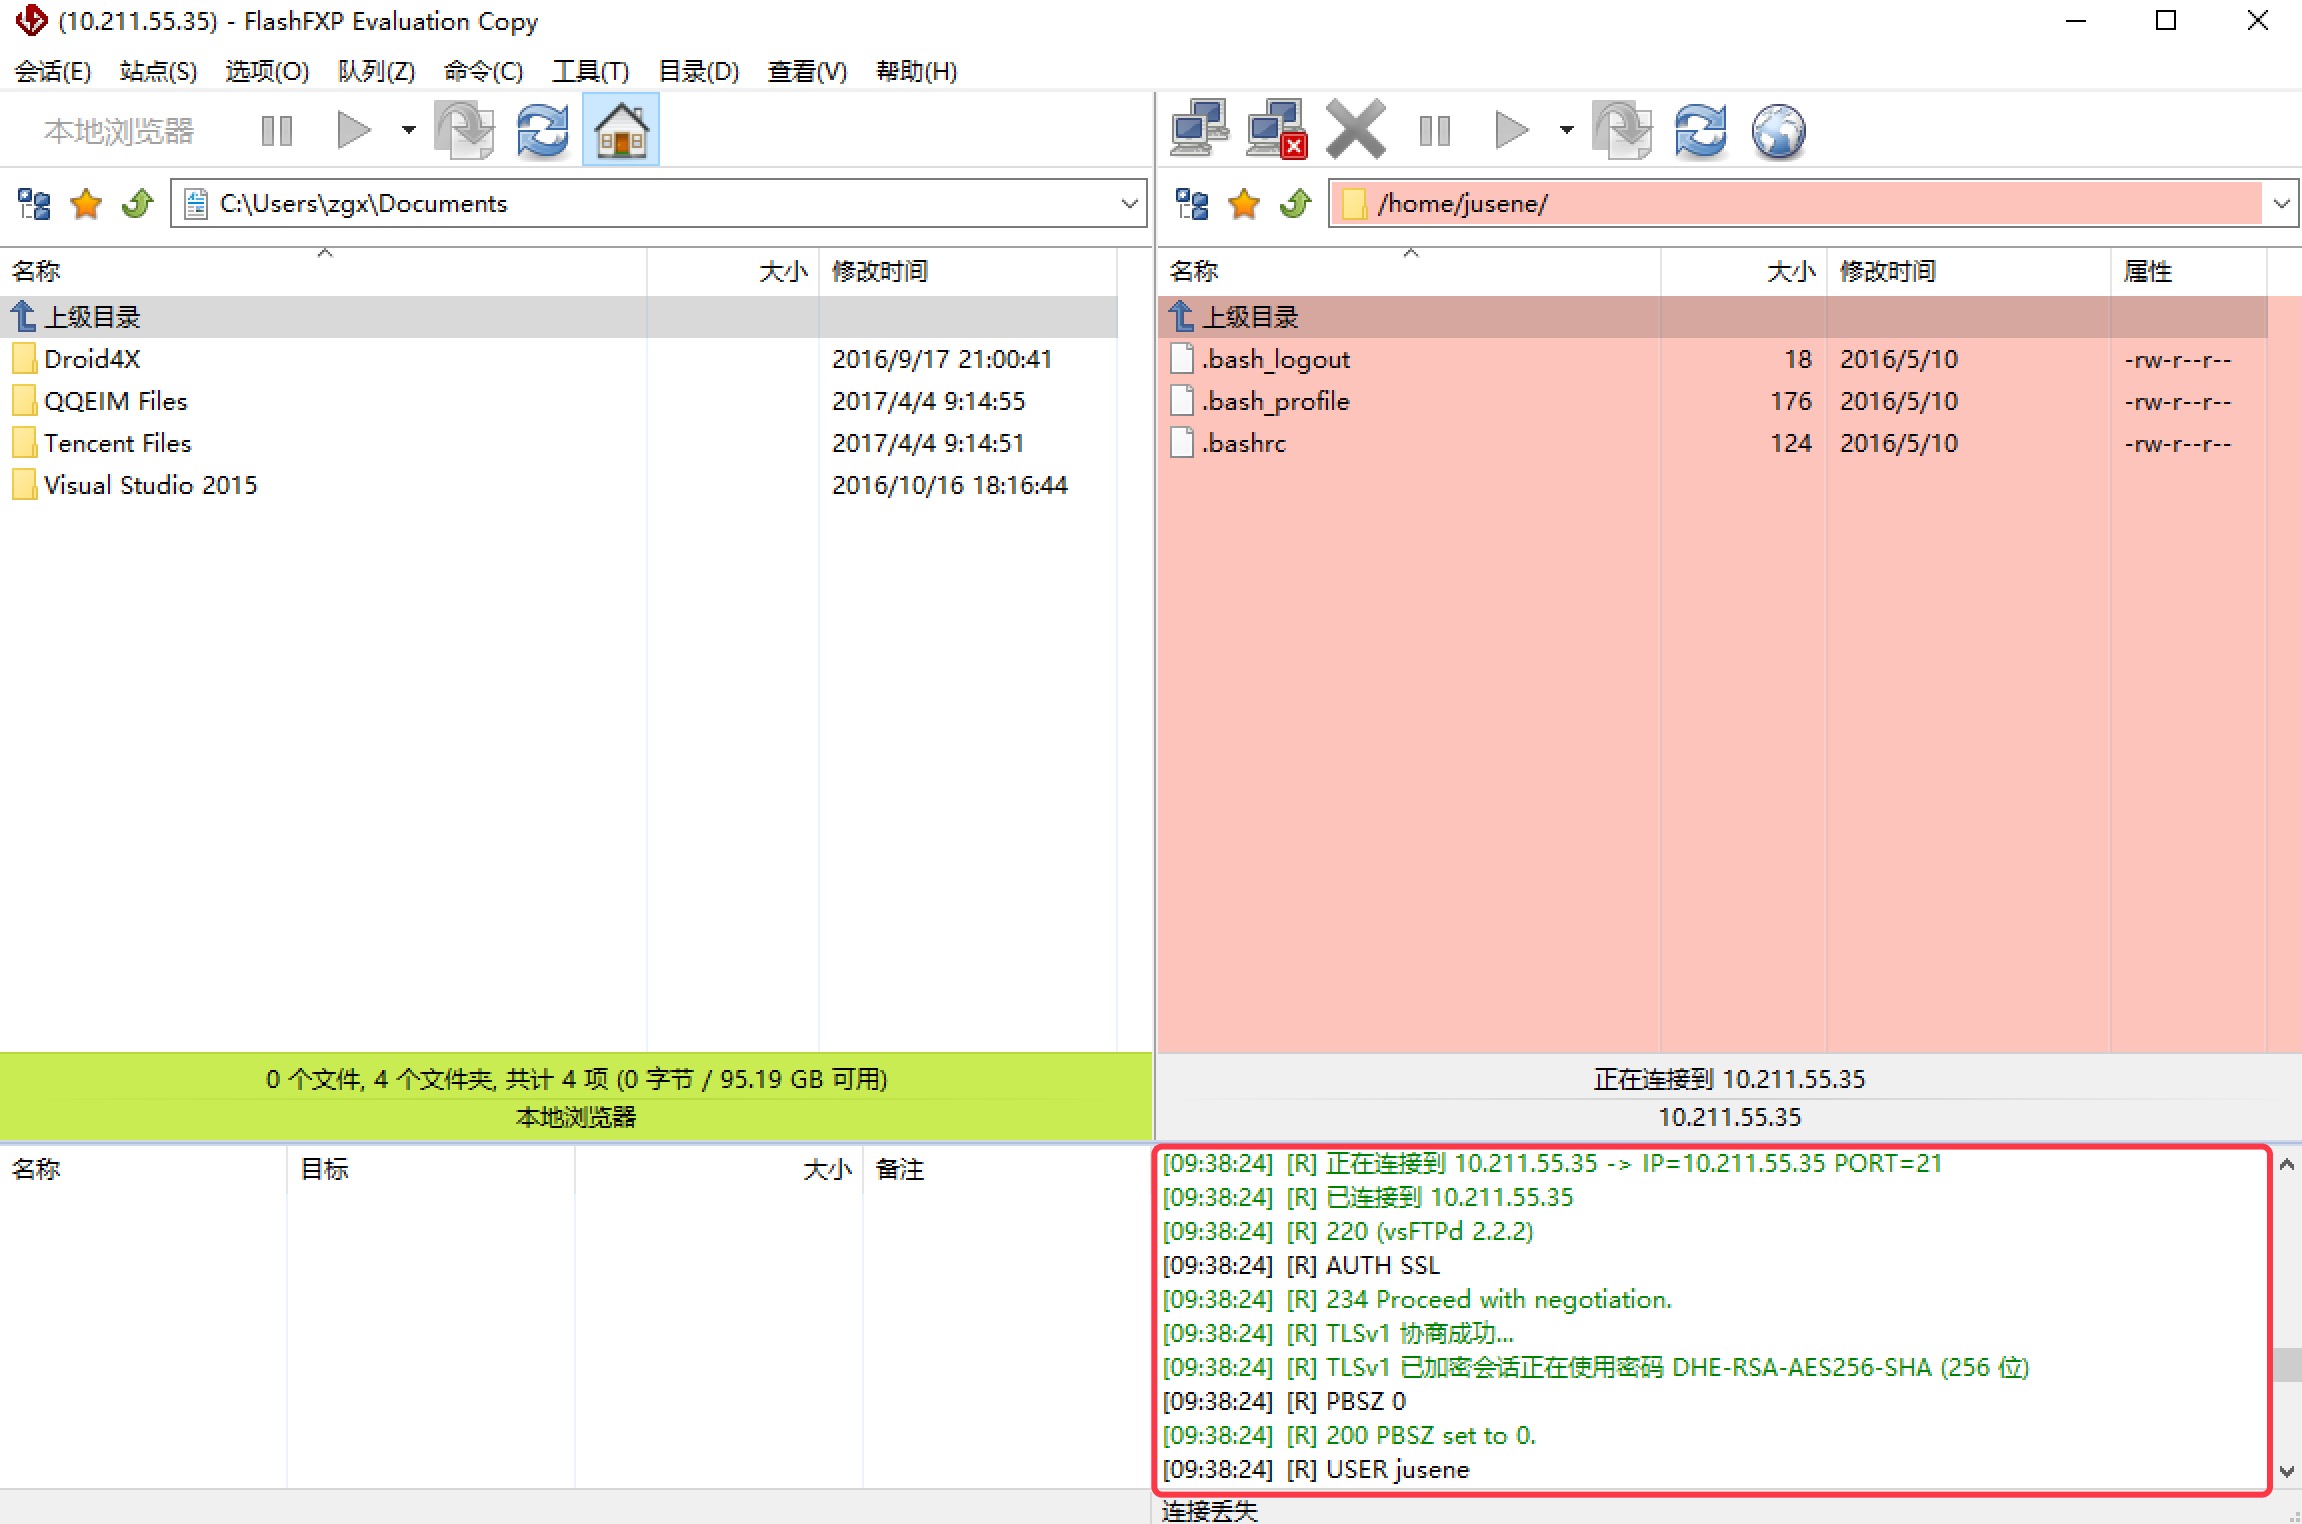 (10.211.55.35) - FlashFXP Evaluation Copy
会话(E) 站点(S) 选项(O) 队列(Z) 命令(C) 工具(T) 目录(D) 查看(V) 帮助(H)
本地浏览器
C:\Users\zgx\Documents
名称 大小 修改时间
上级目录
Droid4X 2016/9/17 21:00:41
QQEIM Files 2017/4/4 9:14:55
Tencent Files 2017/4/4 9:14:51
Visual Studio 2015 2016/10/16 18:16:44
0 个文件, 4 个文件夹, 共计 4 项 (0 字节 / 95.19 GB 可用)
本地浏览器
/home/jusene/
名称 大小 修改时间 属性
上级目录
.bash_logout 18 2016/5/10 -rw-r--r--
.bash_profile 176 2016/5/10 -rw-r--r--
.bashrc 124 2016/5/10 -rw-r--r--
正在连接到 10.211.55.35
10.211.55.35
名称 目标 大小 备注
[09:38:24] [R] 正在连接到 10.211.55.35 -> IP=10.211.55.35 PORT=21
[09:38:24] [R] 已连接到 10.211.55.35
[09:38:24] [R] 220 (vsFTPd 2.2.2)
[09:38:24] [R] AUTH SSL
[09:38:24] [R] 234 Proceed with negotiation.
[09:38:24] [R] TLSv1 协商成功...
[09:38:24] [R] TLSv1 已加密会话正在使用密码 DHE-RSA-AES256-SHA (256 位)
[09:38:24] [R] PBSZ 0
[09:38:24] [R] 200 PBSZ set to 0.
[09:38:24] [R] USER jusene
连接丢失